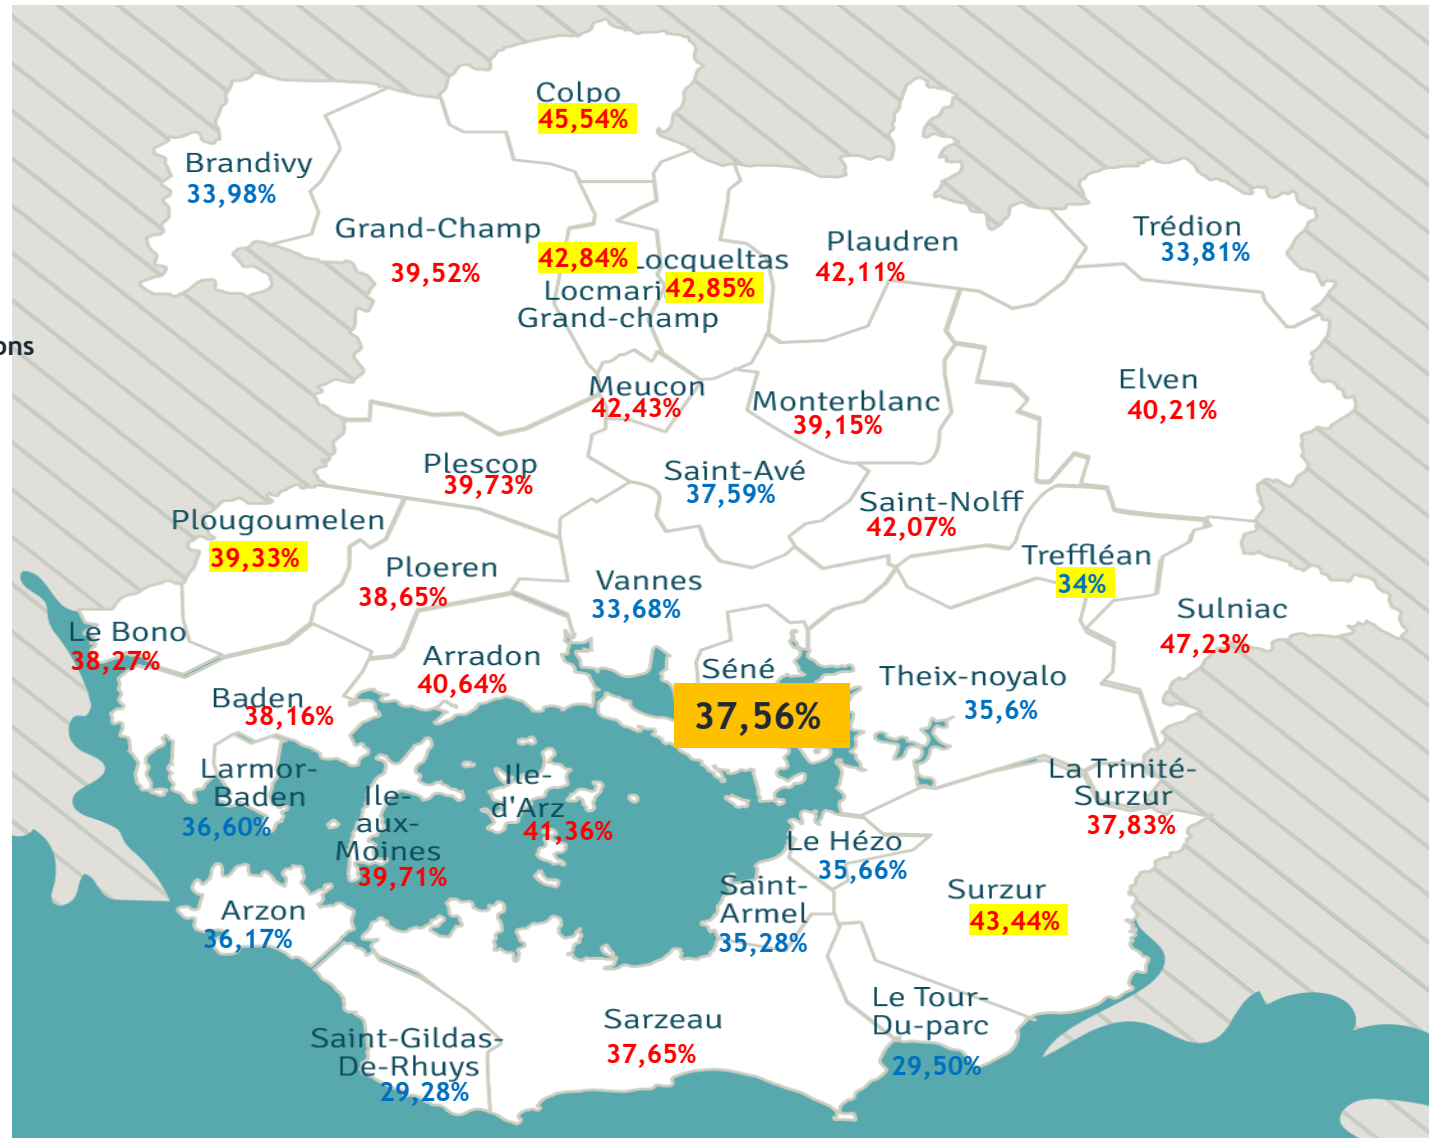 Colpo
45,54%
Brandivy
33,98%
Grand-Champ
39,52%
42,84%
Locqueltas
42,85%
Locmari
Grand-champ
Plaudren
42,11%
Trédion
33,81%
ons
Meucon
42,43%
Monterblanc
39,15%
Elven
40,21%
Plescop
39,73%
Saint-Avé
37,59%
Saint-Nolff
42,07%
Plougoumelen
39,33%
Ploeren
38,65%
Vannes
33,68%
Treffléan
34%
Sulniac
47,23%
Le Bono
38,27%
Arradon
40,64%
Séné
37,56%
Theix-noyalo
35,6%
Baden
38,16%
Larmor-
Baden
36,60%
Ile-
aux-
Moines
39,71%
Ile-
d'Arz
41,36%
La Trinité-
Surzur
37,83%
Le Hézo
35,66%
Saint-
Armel
35,28%
Surzur
43,44%
Arzon
36,17%
Saint-Gildas-
De-Rhuys
29,28%
Sarzeau
37,65%
Le Tour-
Du-parc
29,50%